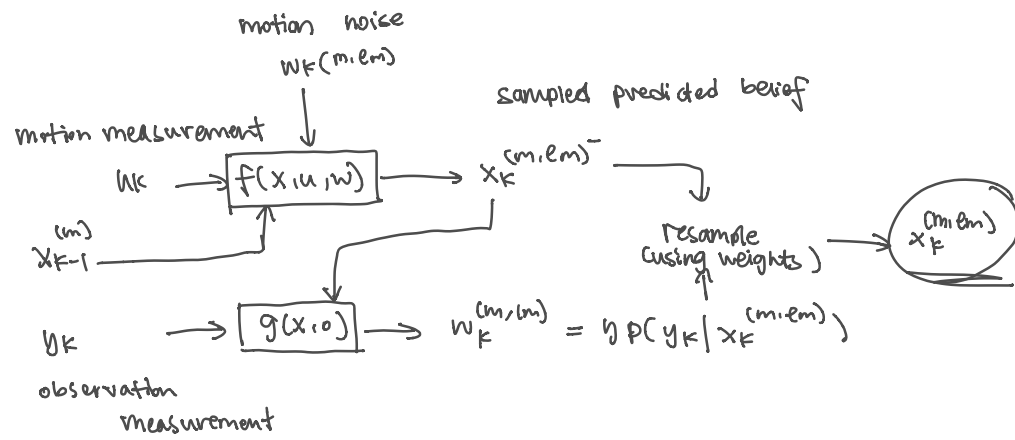 motion noise
wₖ(m,lm)
sampled predicted belief
motion measurement
uₖ
f(x,u,w)
xₖ(m,lm)⁻
xₖ₋₁(m)
resample
(using weights)
xₖ(m,lm)
yₖ
g(x,0)
wₖ(m,lm) = η p(yₖ|xₖ(m,lm))
observation
measurement